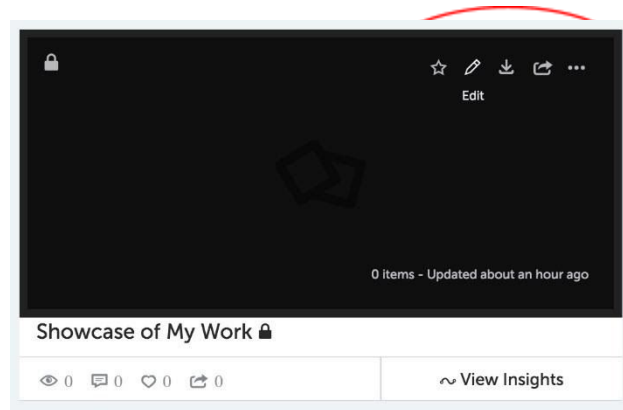 Edit
0 items - Updated about an hour ago
Showcase of My Work
0 0 0 0 View Insights